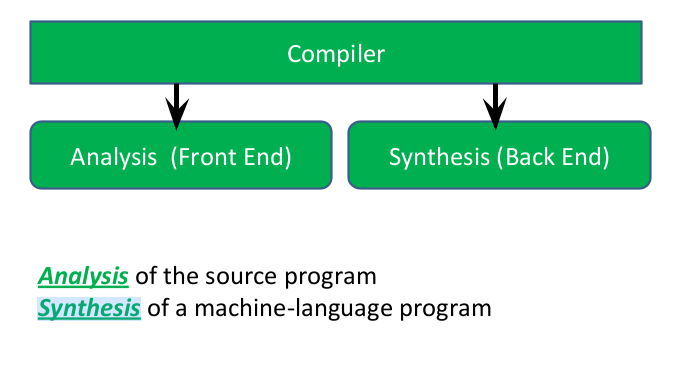 Compiler
Analysis (Front End)
Synthesis (Back End)
Analysis of the source program
Synthesis of a machine-language program